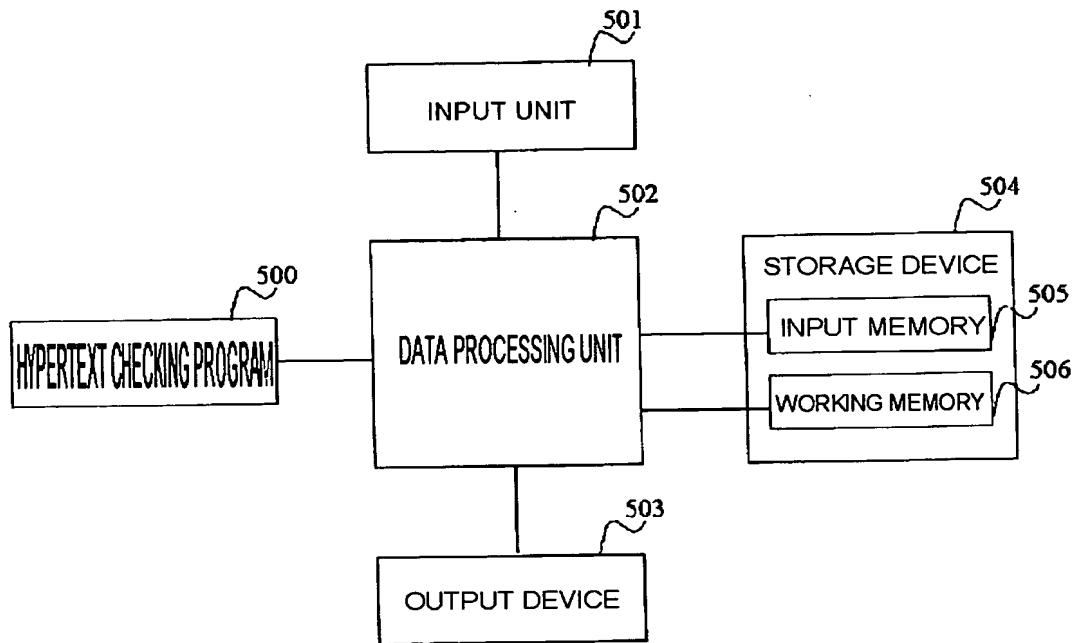 501
INPUT UNIT
502
504
STORAGE DEVICE
500
505
INPUT MEMORY
HYPERTEXT CHECKING PROGRAM
DATA PROCESSING UNIT
506
WORKING MEMORY
503
OUTPUT DEVICE